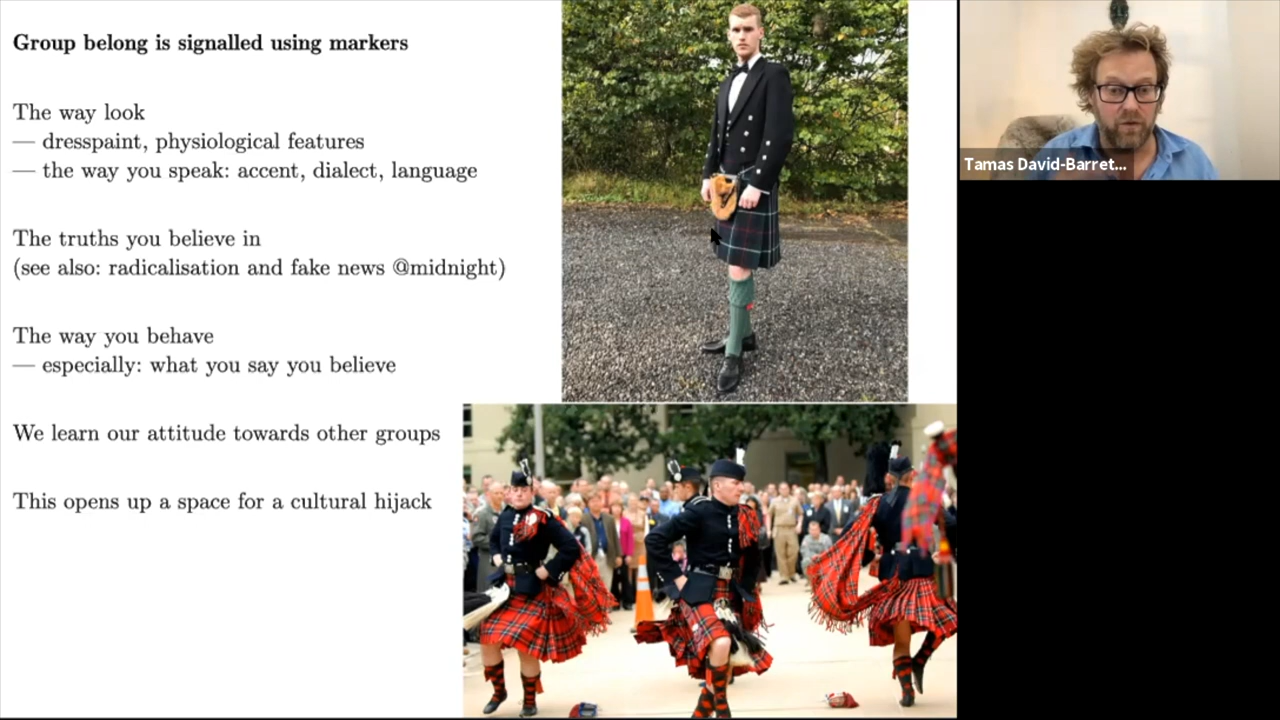 Group belong is signalled using markers
The way look
— dresspaint, physiological features
— the way you speak: accent, dialect, language
The truths you believe in
(see also: radicalisation and fake news @midnight)
The way you behave
— especially: what you say you believe
We learn our attitude towards other groups
This opens up a space for a cultural hijack
Tamas David-Barret...